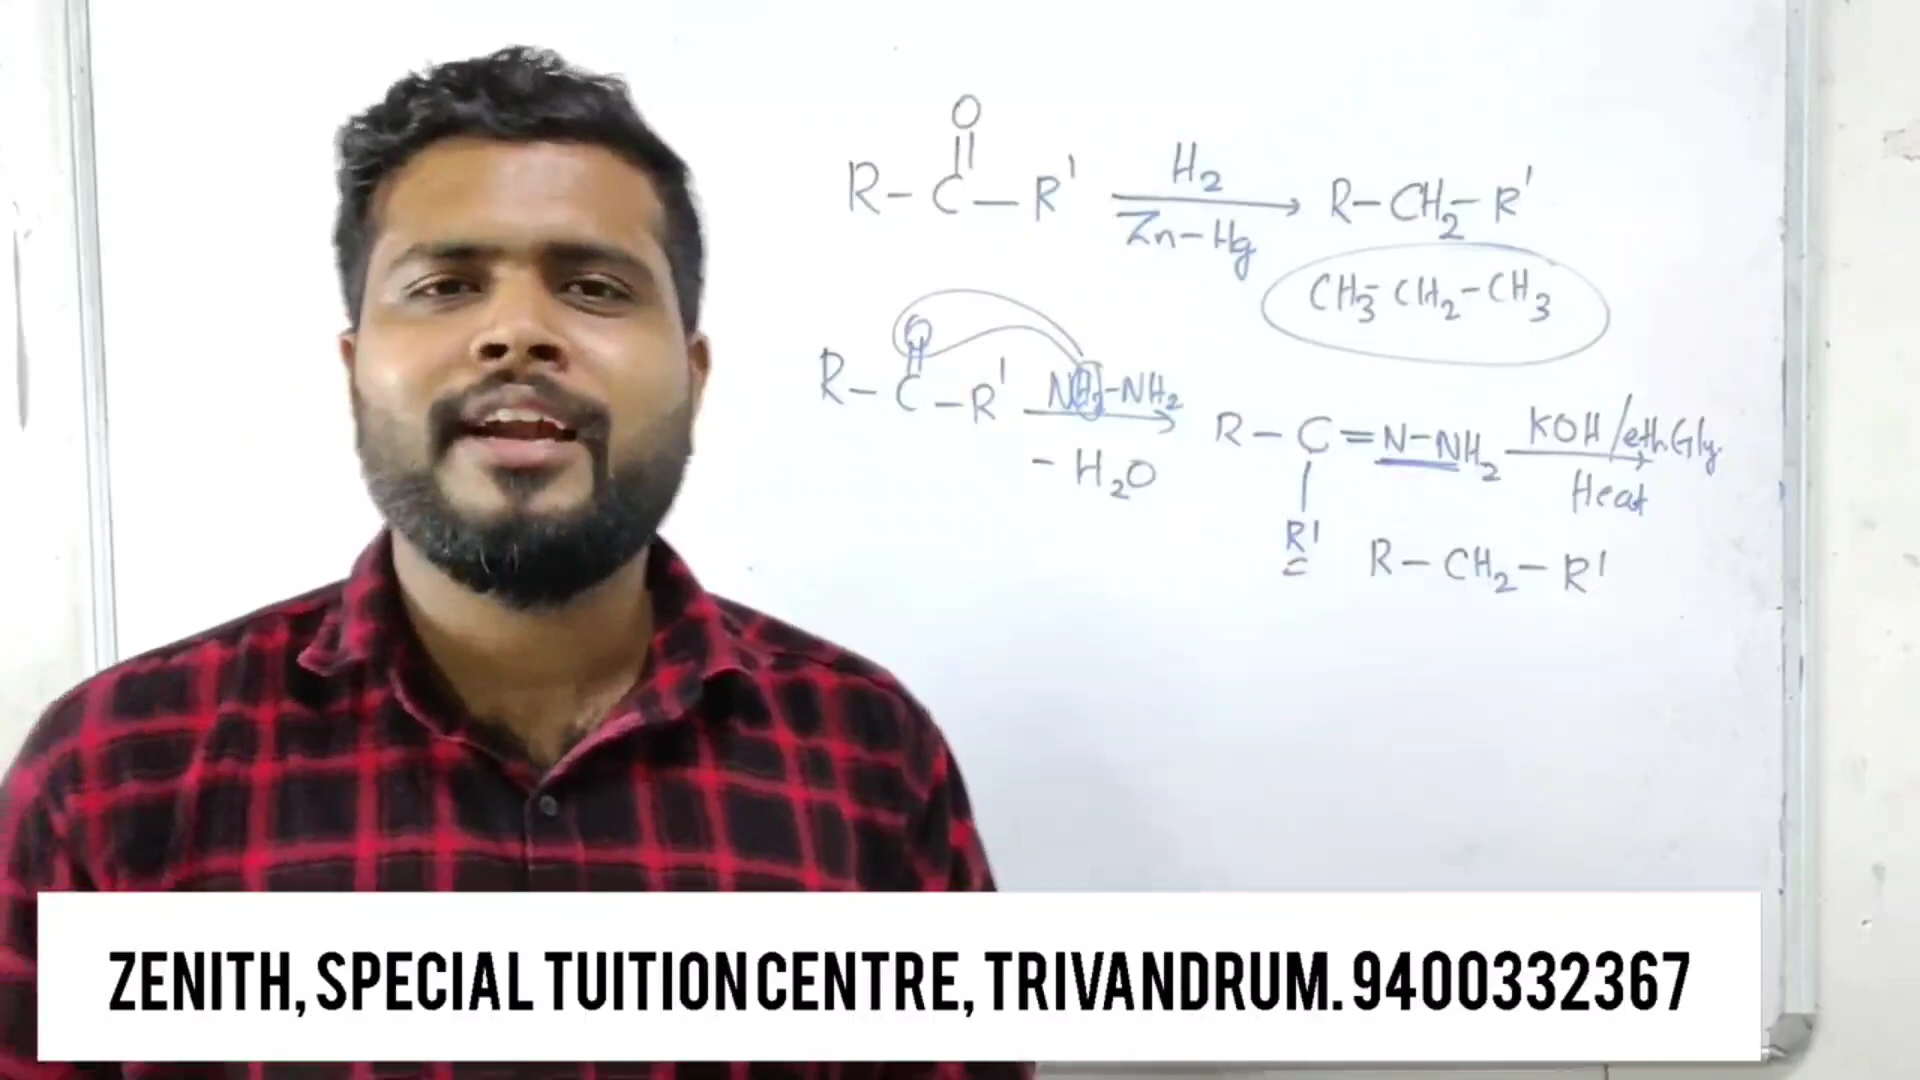 O
||
R-C-R' H2 Zn-Hg R-CH2-R'
CH3-CH2-CH3
O
||
R-C-R' NH2-NH2 -H2O R-C=N-NH2 KOH/eth.Gly. Heat
|
R' R-CH2-R'
ZENITH, SPECIAL TUITION CENTRE, TRIVANDRUM. 9400332367